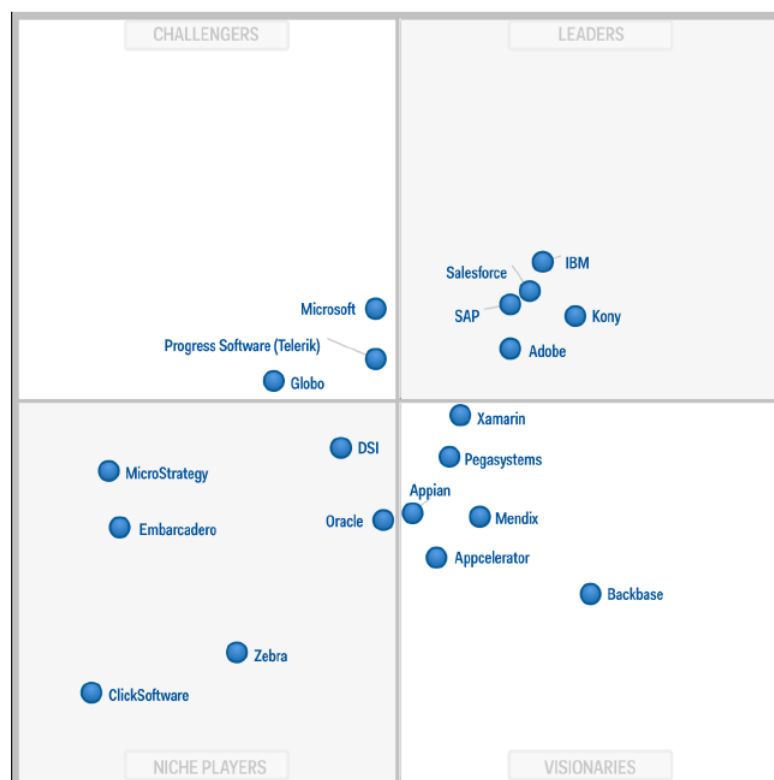 CHALLENGERS
LEADERS
IBM
Salesforce
SAP
Kony
Microsoft
Progress Software (Telerik)
Adobe
Globo
Xamarin
DSI
Pegasystems
MicroStrategy
Appian
Oracle
Mendix
Embarcadero
Appcelerator
Backbase
Zebra
ClickSoftware
NICHE PLAYERS
VISIONARIES